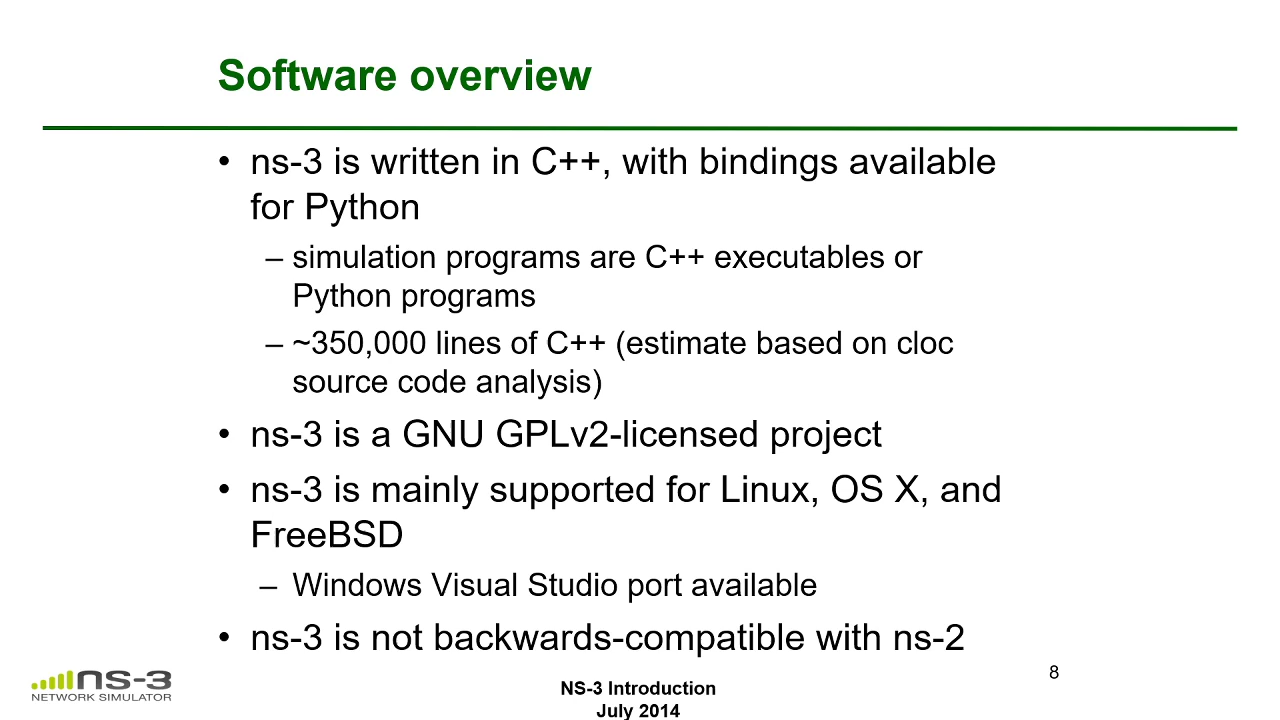 Software overview
• ns-3 is written in C++, with bindings available
for Python
– simulation programs are C++ executables or
Python programs
– ~350,000 lines of C++ (estimate based on cloc
source code analysis)
• ns-3 is a GNU GPLv2-licensed project
• ns-3 is mainly supported for Linux, OS X, and
FreeBSD
– Windows Visual Studio port available
• ns-3 is not backwards-compatible with ns-2
ns-3
NETWORK SIMULATOR
NS-3 Introduction
July 2014
8